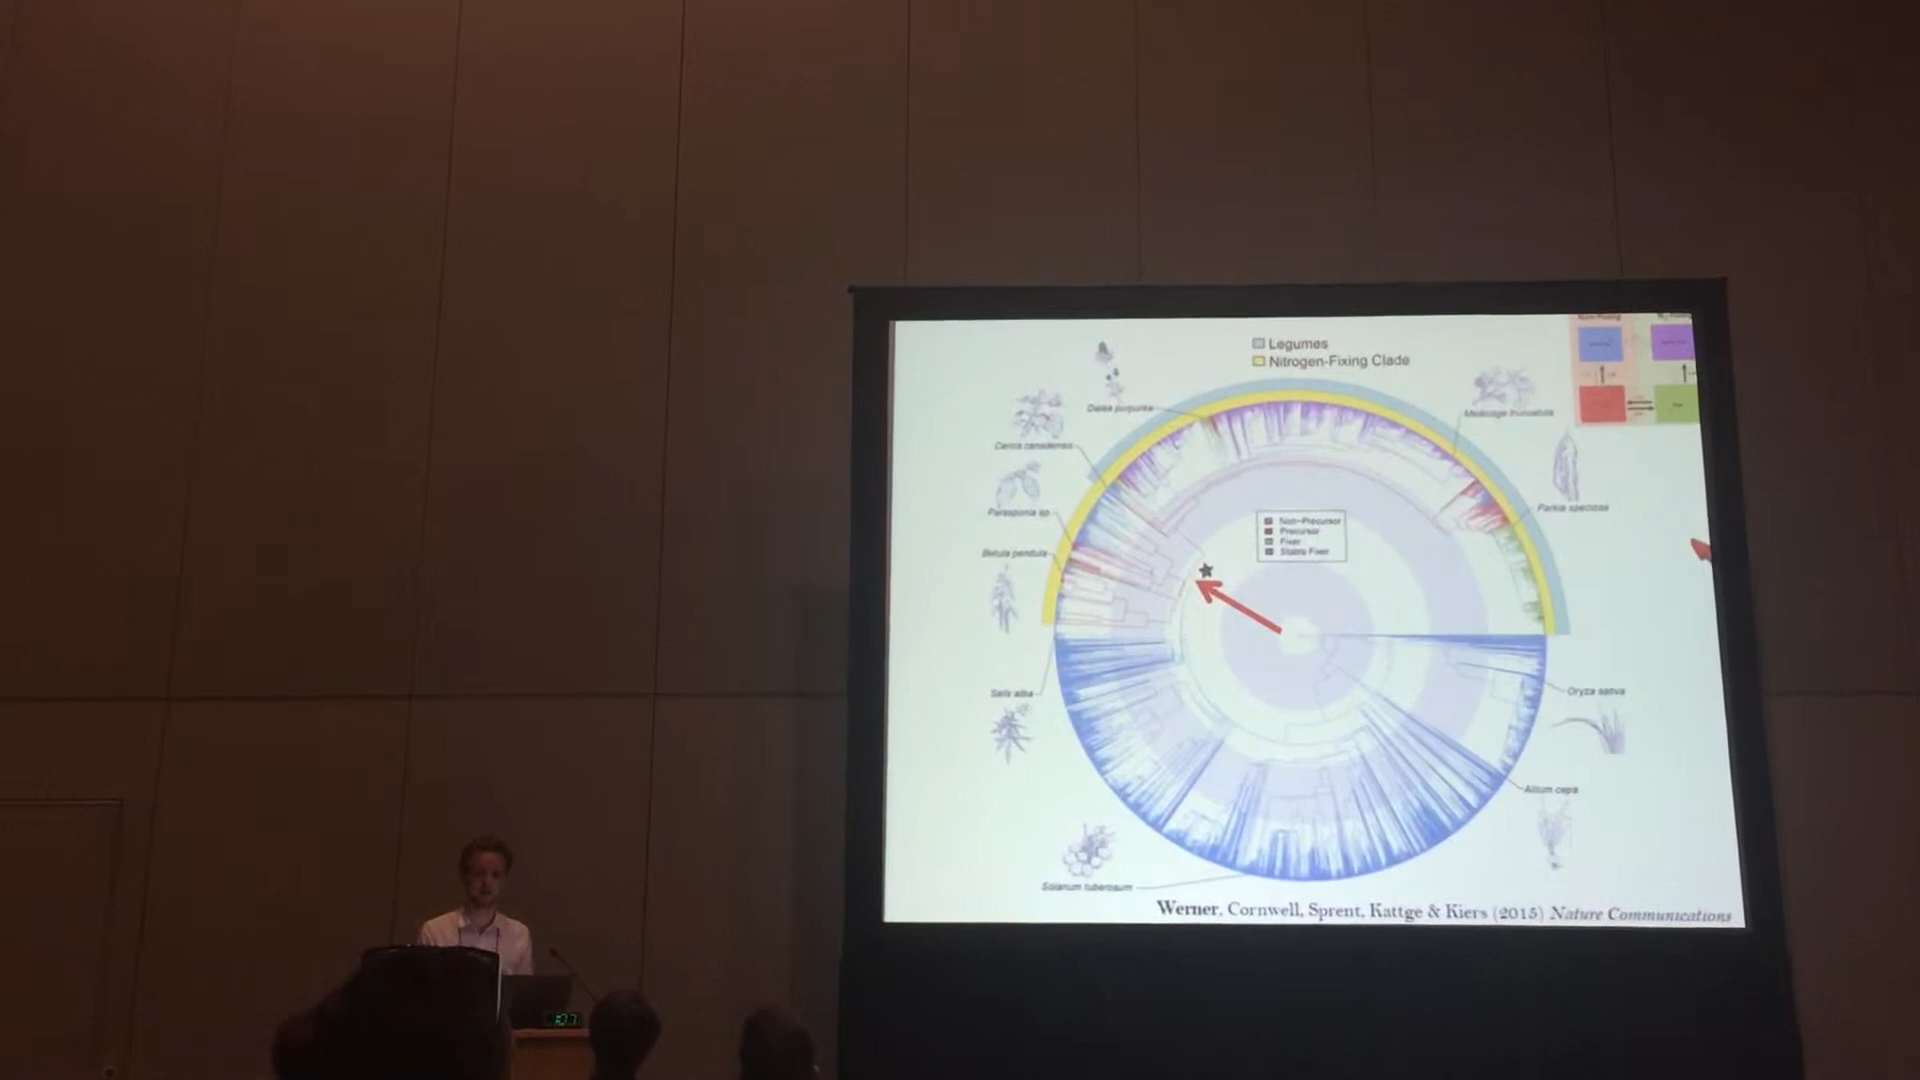 Legumes
Nitrogen-Fixing Clade
Dalea purpurea
Medicago truncatula
Cercis canadensis
Parasponia sp.
Parkia speciosa
Non-Precursor
Precursor
Fixer
Stable Fixer
Betula pendula
Salix alba
Oryza sativa
Allium cepa
Solanum tuberosum
Werner, Cornwell, Sprent, Kattge & Kiers (2015) Nature Communications
:07